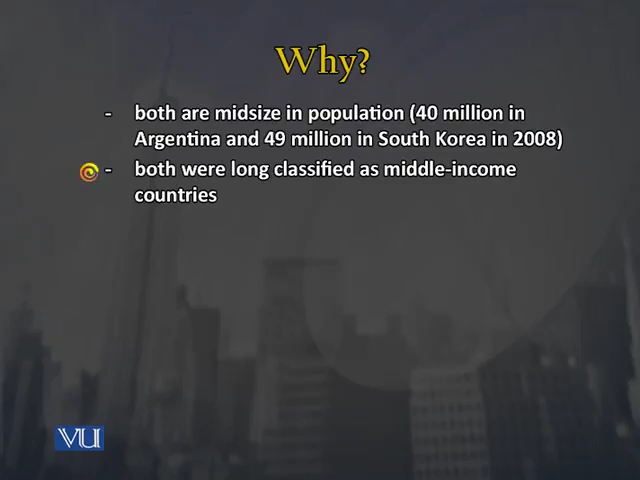 Why?
- both are midsize in population (40 million in
Argentina and 49 million in South Korea in 2008)
- both were long classified as middle-income
countries
VU